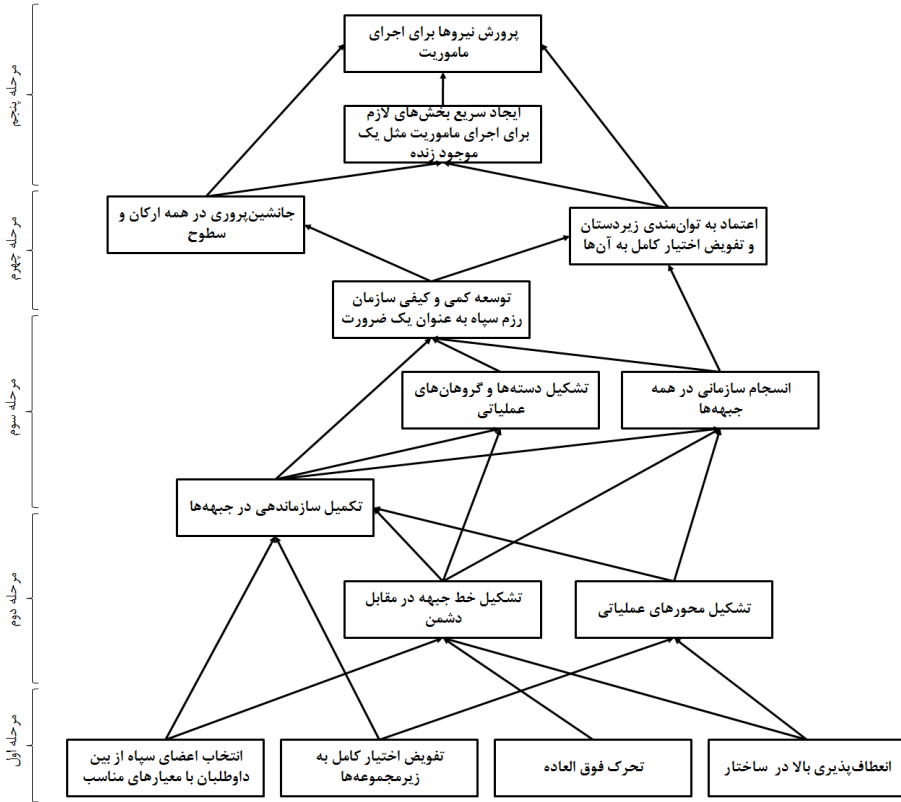 پرورش نیروها برای اجرای
ماموریت
مرحله پنجم
ایجاد سریع بخش‌های لازم
برای اجرای ماموریت مثل یک
موجود زنده
جانشین‌پروری در همه ارکان و
سطوح
اعتماد به توان‌مندی زیردستان
و تفویض اختیار کامل به آن‌ها
مرحله چهرم
توسعه کمی و کیفی سازمان
رزم سپاه به عنوان یک ضرورت
انسجام سازمانی در همه
جبهه‌ها
تشکیل دسته‌ها و گروهان‌های
عملیاتی
مرحله سوم
تکمیل سازماندهی در جبهه‌ها
تشکیل محورهای عملیاتی
تشکیل خط جبهه در مقابل
دشمن
مرحله دوم
انعطاف‌پذیری بالا در ساختار
تحرک فوق العاده
تفویض اختیار کامل به
زیرمجموعه‌ها
انتخاب اعضای سپاه از بین
داوطلبان با معیارهای مناسب
مرحله اول